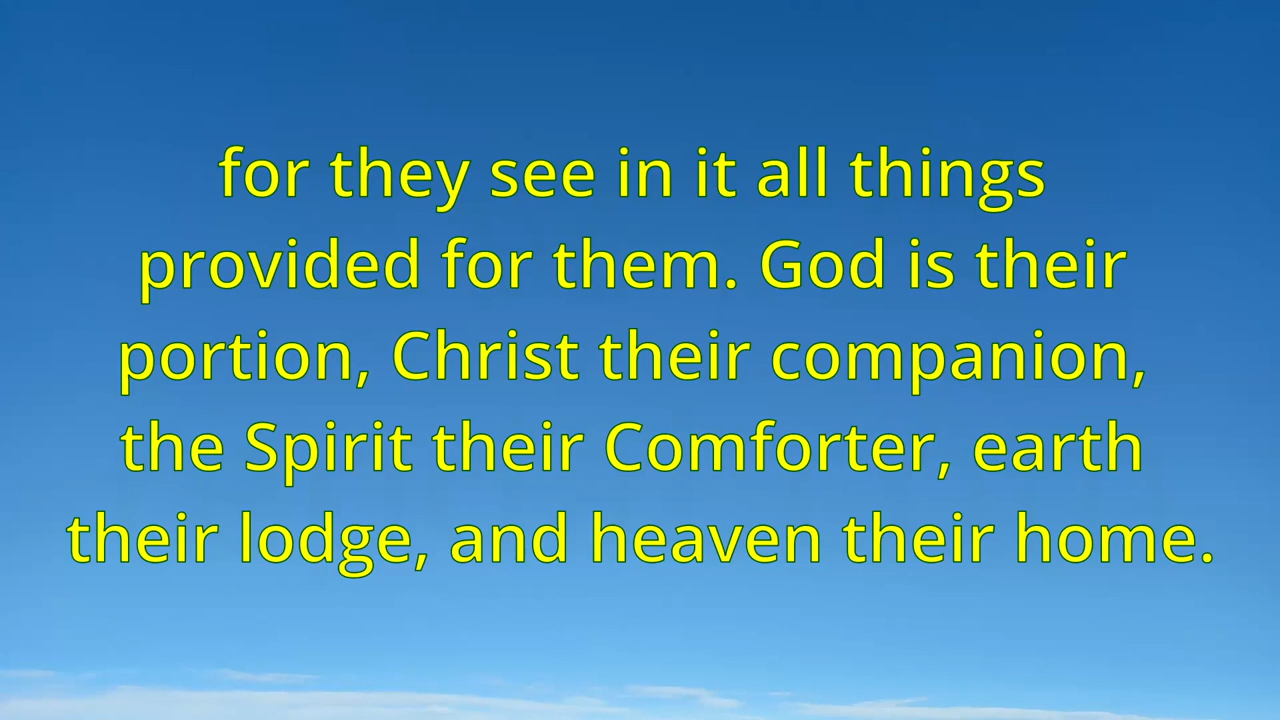 for they see in it all things
provided for them. God is their
portion, Christ their companion,
the Spirit their Comforter, earth
their lodge, and heaven their home.